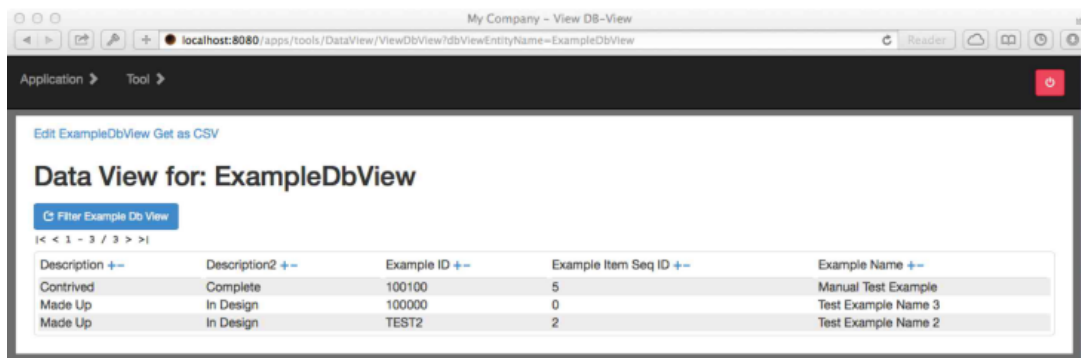 My Company - View DB-View
localhost:8080/apps/tools/DataView/ViewDbView?dbViewEntityName=ExampleDbView
Reader
Application
Tool
Edit ExampleDbView Get as CSV
Data View for: ExampleDbView
Filter Example Db View
|< < 1 - 3 / 3 > >|
Description +- Description2 +- Example ID +- Example Item Seq ID +- Example Name +-
Contrived Complete 100100 5 Manual Test Example
Made Up In Design 100000 0 Test Example Name 3
Made Up In Design TEST2 2 Test Example Name 2